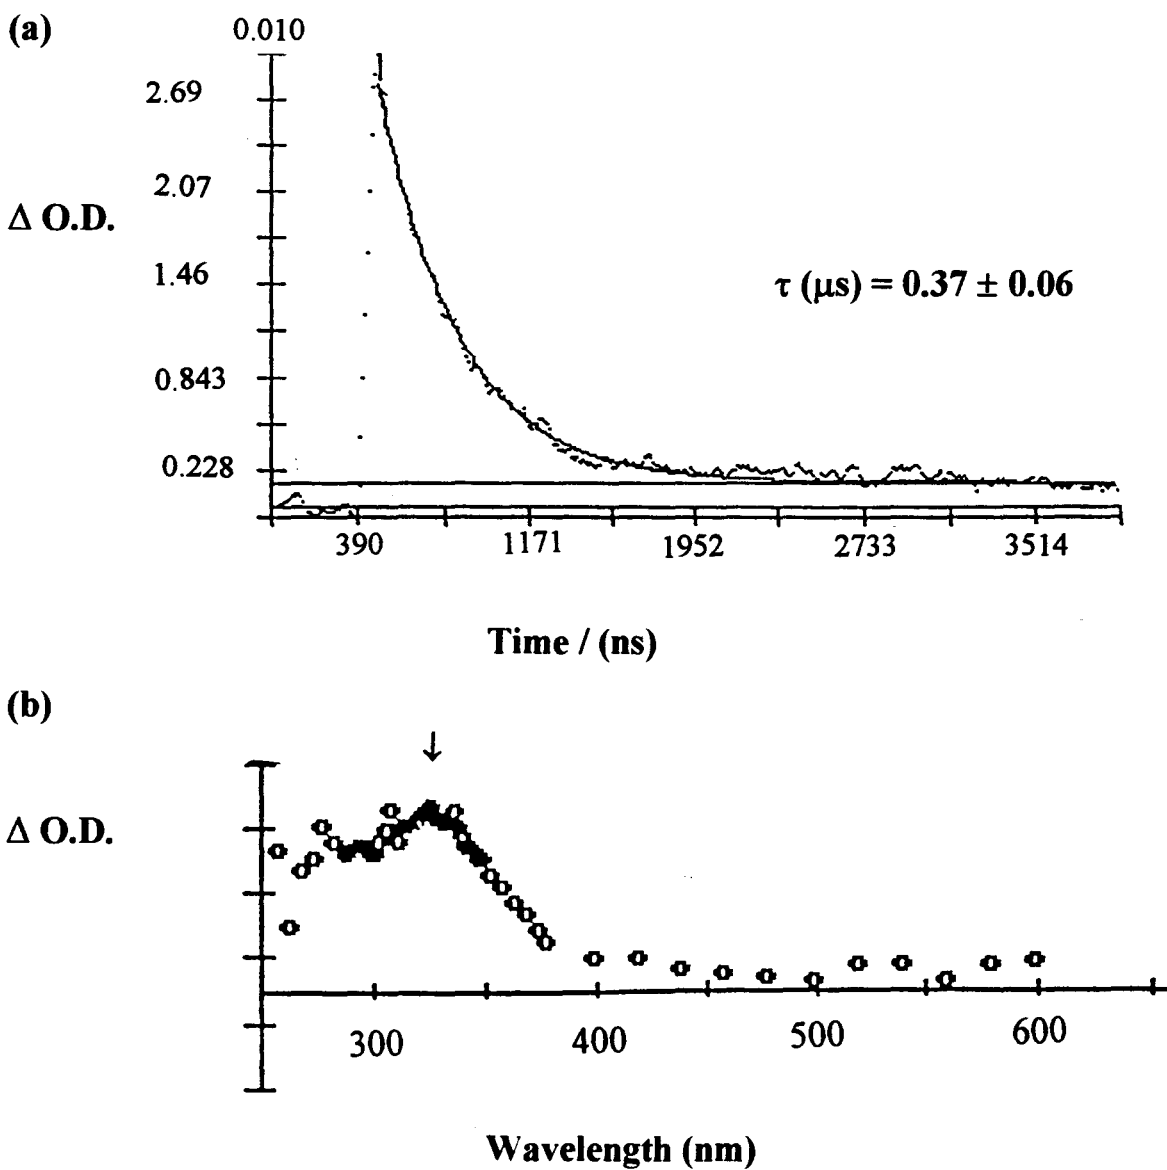 (a)
0.010
2.69
2.07
Δ O.D.
1.46
τ (μs) = 0.37 ± 0.06
0.843
0.228
390 1171 1952 2733 3514
Time / (ns)
(b)
↓
Δ O.D.
300 400 500 600
Wavelength (nm)